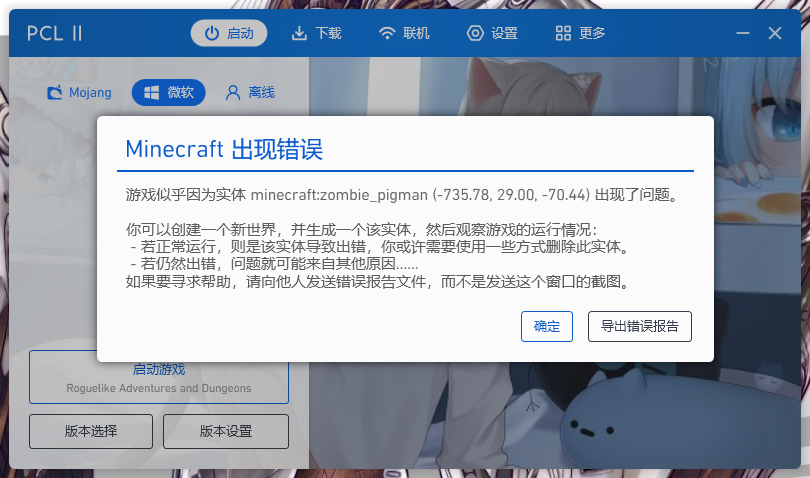 PCL II
启动
下载
联机
设置
更多
Mojang
微软
离线
Minecraft 出现错误
游戏似乎因为实体 minecraft:zombie_pigman (-735.78, 29.00, -70.44) 出现了问题。
你可以创建一个新世界，并生成一个该实体，然后观察游戏的运行情况：
- 若正常运行，则是该实体导致出错，你或许需要使用一些方式删除此实体。
- 若仍然出错，问题就可能来自其他原因……
如果要寻求帮助，请向他人发送错误报告文件，而不是发送这个窗口的截图。
确定
导出错误报告
启动游戏
Roguelike Adventures and Dungeons
版本选择
版本设置